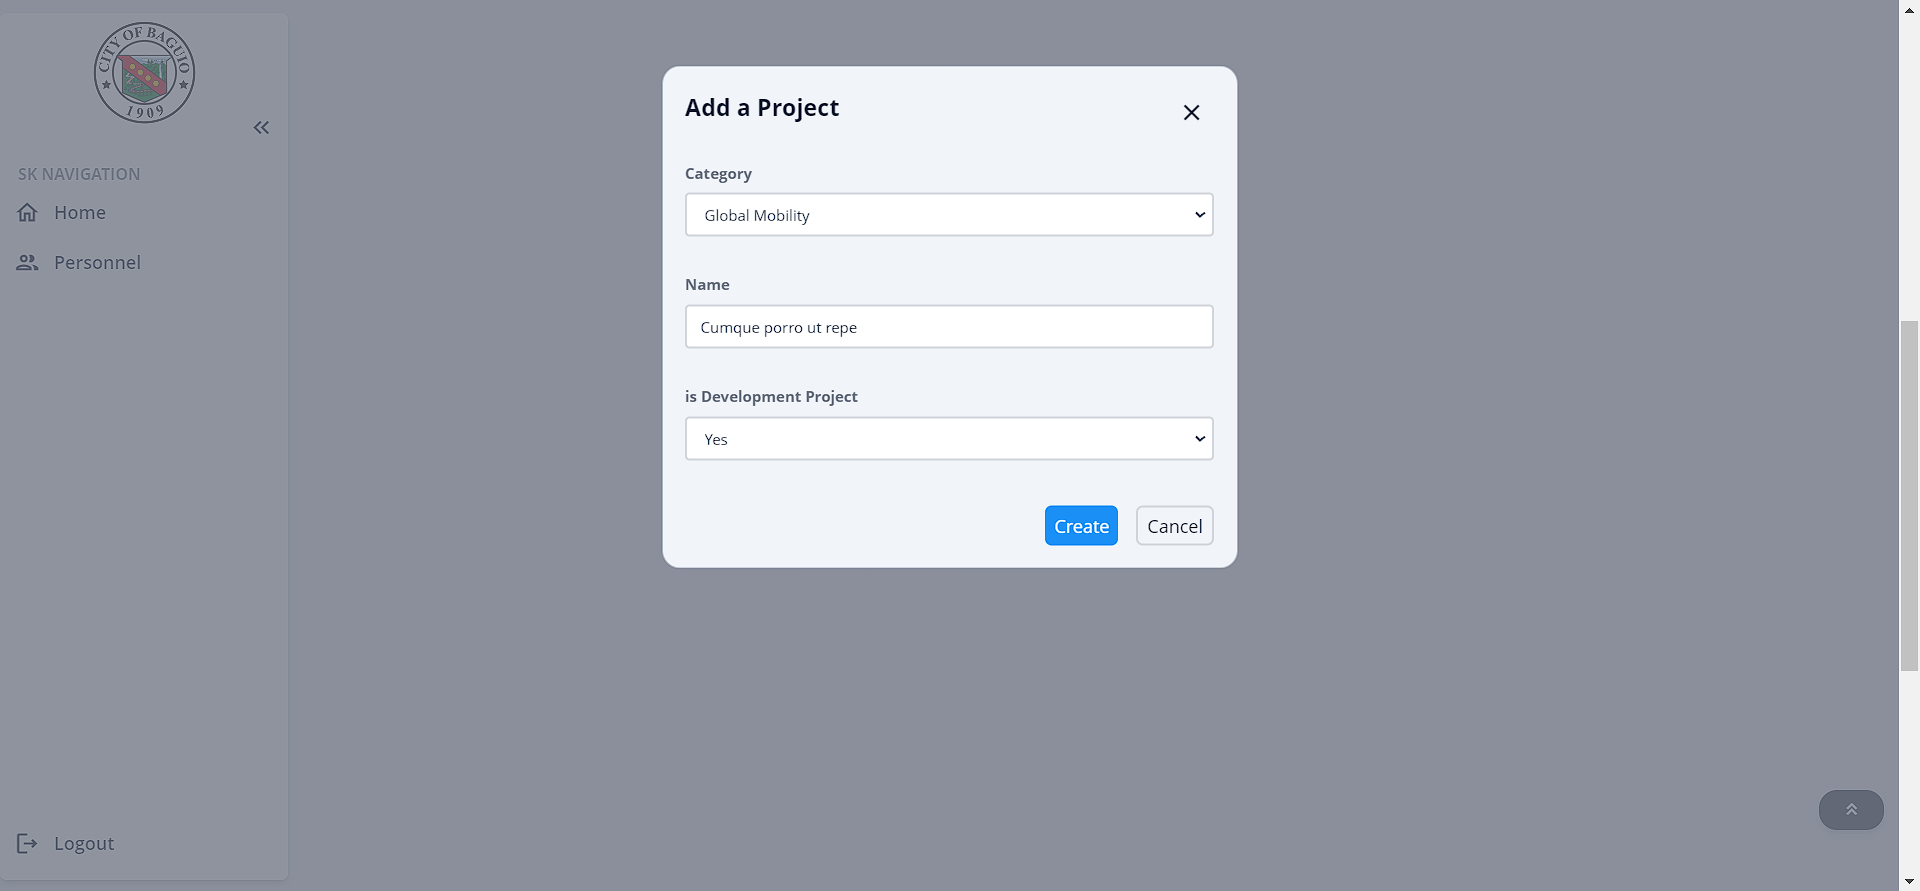 CITY OF BAGUIO
1909
SK NAVIGATION
Home
Personnel
Logout
Add a Project
Category
Global Mobility
Name
Cumque porro ut repe
is Development Project
Yes
Create
Cancel